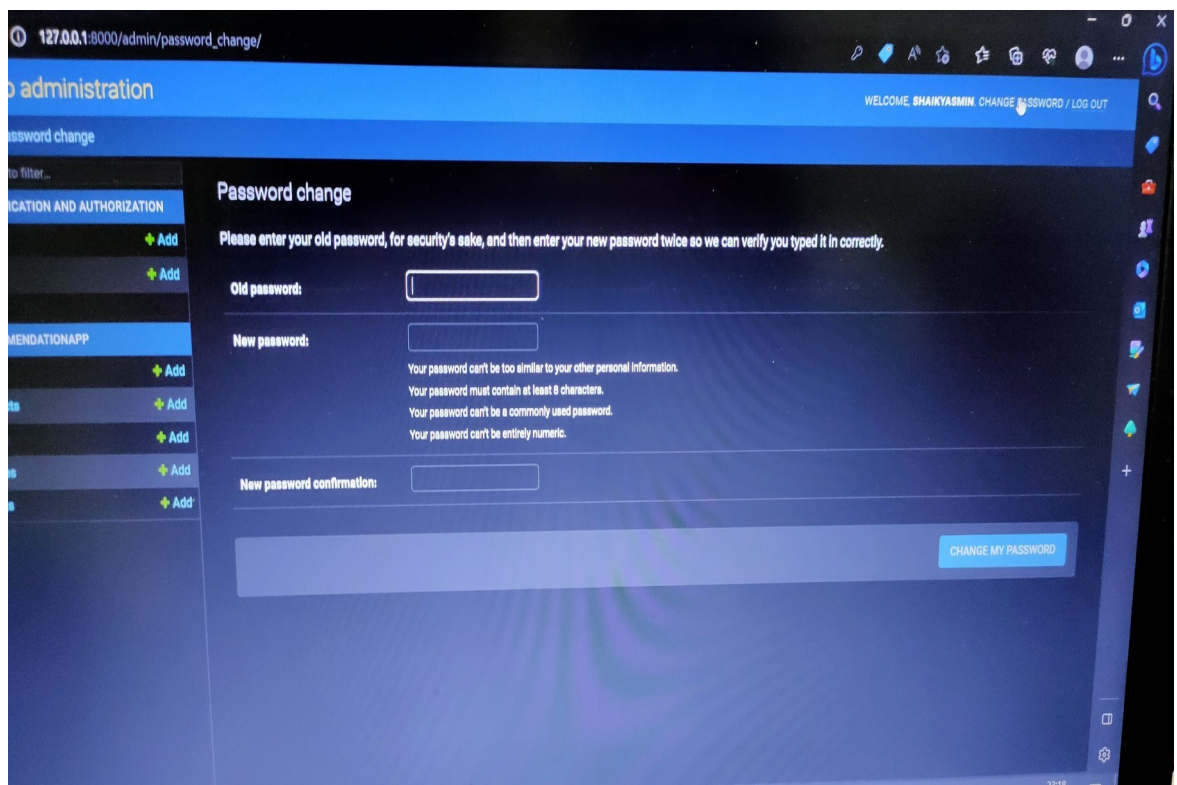 127.0.0.1:8000/admin/password_change/
administration
WELCOME, SHAIKYASMIN. CHANGE PASSWORD / LOG OUT
assword change
to filter...
ICATION AND AUTHORIZATION
Add
Add
MENDATIONAPP
Add
ts
Add
Add
Add
s
Add
Password change
Please enter your old password, for security's sake, and then enter your new password twice so we can verify you typed it in correctly.
Old password:
New password:
Your password can't be too similar to your other personal information.
Your password must contain at least 8 characters.
Your password can't be a commonly used password.
Your password can't be entirely numeric.
New password confirmation:
CHANGE MY PASSWORD